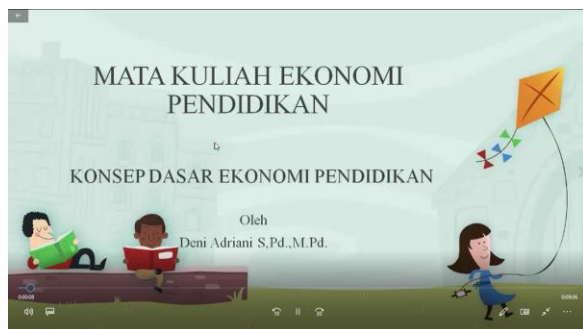 MATA KULIAH EKONOMI
PENDIDIKAN
KONSEP DASAR EKONOMI PENDIDIKAN
Oleh
Deni Adriani S,Pd.,M.Pd.